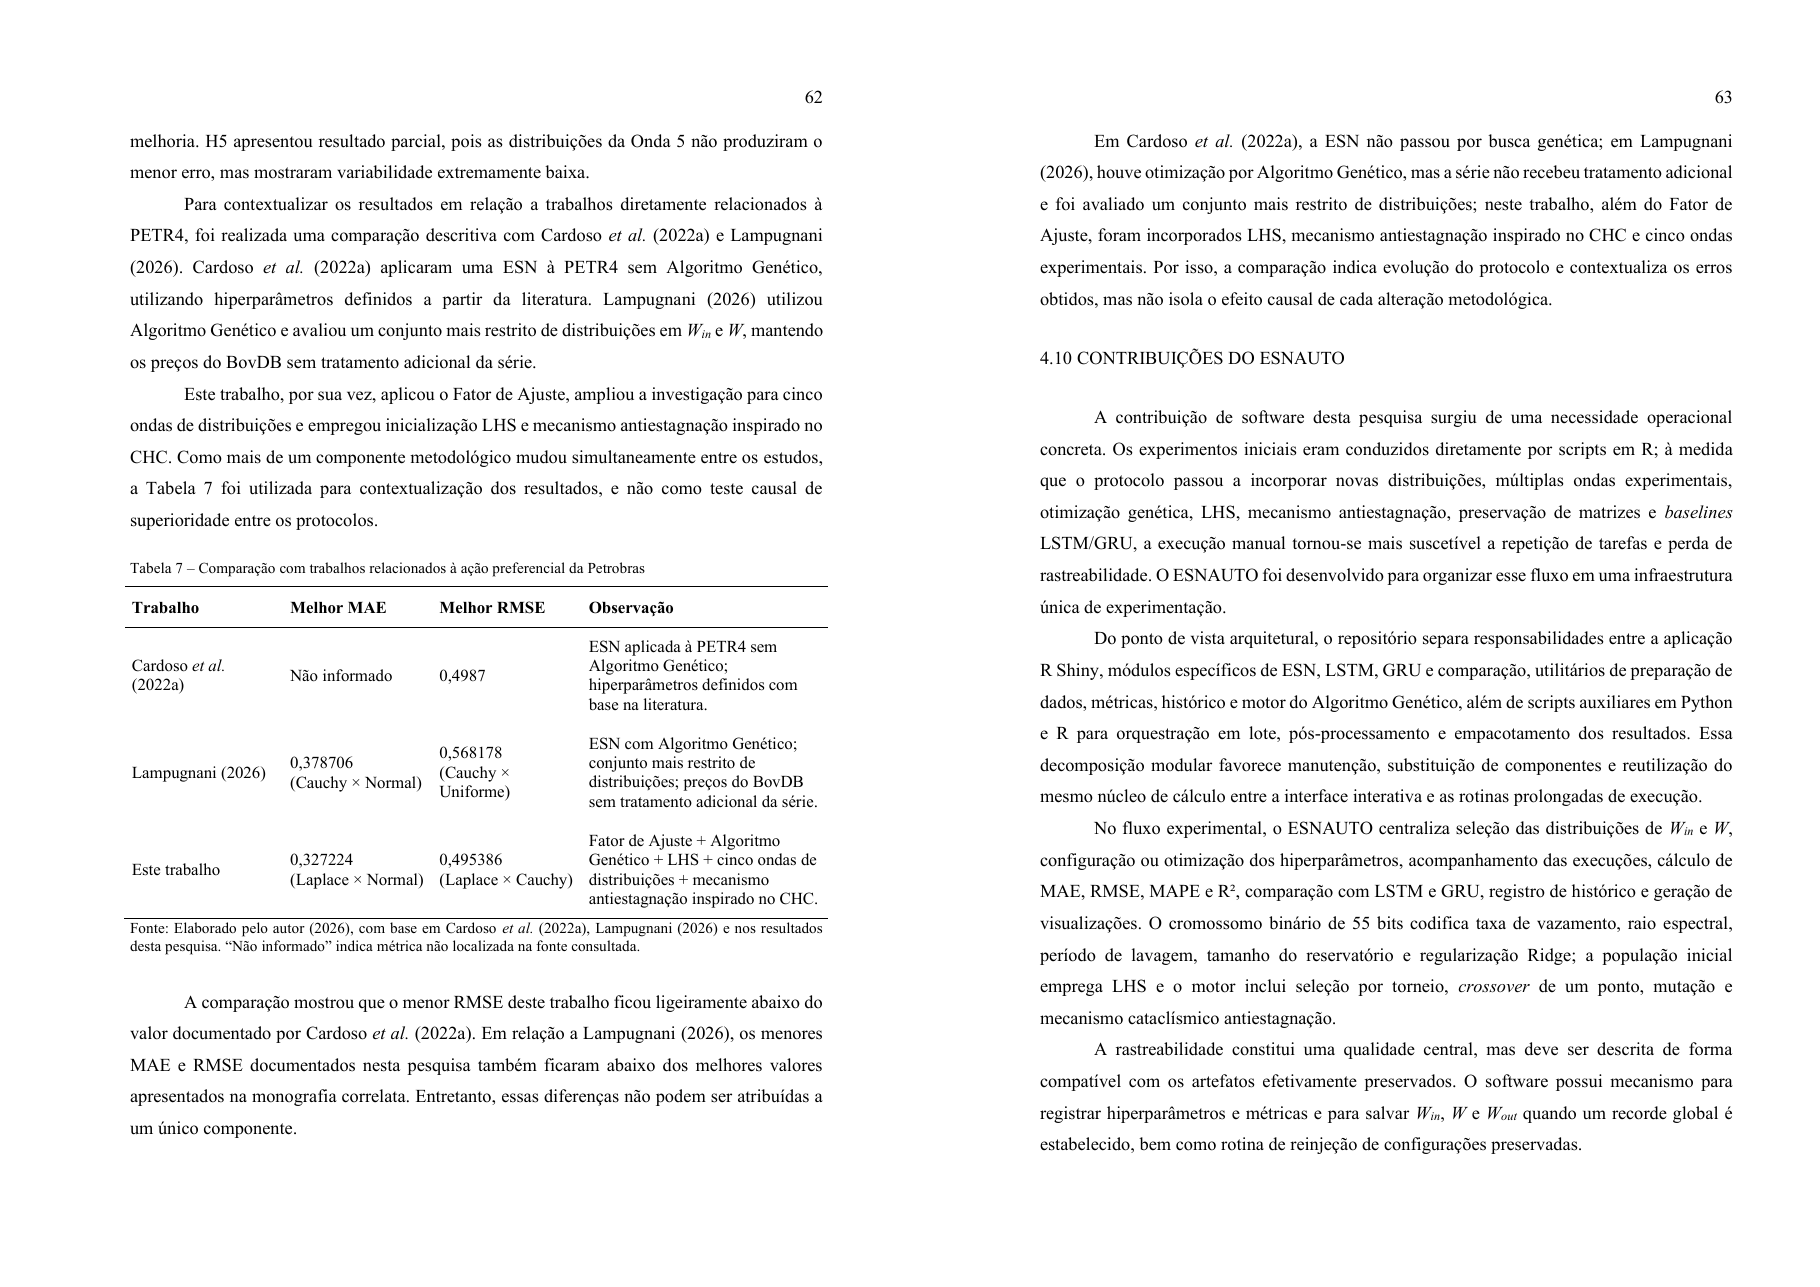 62
melhoria. H5 apresentou resultado parcial, pois as distribuições da Onda 5 não produziram o
menor erro, mas mostraram variabilidade extremamente baixa.
Para contextualizar os resultados em relação a trabalhos diretamente relacionados à
PETR4, foi realizada uma comparação descritiva com Cardoso et al. (2022a) e Lampugnani
(2026). Cardoso et al. (2022a) aplicaram uma ESN à PETR4 sem Algoritmo Genético,
utilizando hiperparâmetros definidos a partir da literatura. Lampugnani (2026) utilizou
Algoritmo Genético e avaliou um conjunto mais restrito de distribuições em Win e W, mantendo
os preços do BovDB sem tratamento adicional da série.
Este trabalho, por sua vez, aplicou o Fator de Ajuste, ampliou a investigação para cinco
ondas de distribuições e empregou inicialização LHS e mecanismo antiestagnação inspirado no
CHC. Como mais de um componente metodológico mudou simultaneamente entre os estudos,
a Tabela 7 foi utilizada para contextualização dos resultados, e não como teste causal de
superioridade entre os protocolos.
Tabela 7 – Comparação com trabalhos relacionados à ação preferencial da Petrobras
Trabalho Melhor MAE Melhor RMSE Observação
Cardoso et al.
(2022a)
Não informado
0,4987
ESN aplicada à PETR4 sem
Algoritmo Genético;
hiperparâmetros definidos com
base na literatura.
Lampugnani (2026)
0,378706
(Cauchy × Normal)
0,568178
(Cauchy ×
Uniforme)
ESN com Algoritmo Genético;
conjunto mais restrito de
distribuições; preços do BovDB
sem tratamento adicional da série.
Este trabalho
0,327224
(Laplace × Normal)
0,495386
(Laplace × Cauchy)
Fator de Ajuste + Algoritmo
Genético + LHS + cinco ondas de
distribuições + mecanismo
antiestagnação inspirado no CHC.
Fonte: Elaborado pelo autor (2026), com base em Cardoso et al. (2022a), Lampugnani (2026) e nos resultados
desta pesquisa. “Não informado” indica métrica não localizada na fonte consultada.
A comparação mostrou que o menor RMSE deste trabalho ficou ligeiramente abaixo do
valor documentado por Cardoso et al. (2022a). Em relação a Lampugnani (2026), os menores
MAE e RMSE documentados nesta pesquisa também ficaram abaixo dos melhores valores
apresentados na monografia correlata. Entretanto, essas diferenças não podem ser atribuídas a
um único componente.
63
Em Cardoso et al. (2022a), a ESN não passou por busca genética; em Lampugnani
(2026), houve otimização por Algoritmo Genético, mas a série não recebeu tratamento adicional
e foi avaliado um conjunto mais restrito de distribuições; neste trabalho, além do Fator de
Ajuste, foram incorporados LHS, mecanismo antiestagnação inspirado no CHC e cinco ondas
experimentais. Por isso, a comparação indica evolução do protocolo e contextualiza os erros
obtidos, mas não isola o efeito causal de cada alteração metodológica.
4.10 CONTRIBUIÇÕES DO ESNAUTO
A contribuição de software desta pesquisa surgiu de uma necessidade operacional
concreta. Os experimentos iniciais eram conduzidos diretamente por scripts em R; à medida
que o protocolo passou a incorporar novas distribuições, múltiplas ondas experimentais,
otimização genética, LHS, mecanismo antiestagnação, preservação de matrizes e baselines
LSTM/GRU, a execução manual tornou-se mais suscetível a repetição de tarefas e perda de
rastreabilidade. O ESNAUTO foi desenvolvido para organizar esse fluxo em uma infraestrutura
única de experimentação.
Do ponto de vista arquitetural, o repositório separa responsabilidades entre a aplicação
R Shiny, módulos específicos de ESN, LSTM, GRU e comparação, utilitários de preparação de
dados, métricas, histórico e motor do Algoritmo Genético, além de scripts auxiliares em Python
e R para orquestração em lote, pós-processamento e empacotamento dos resultados. Essa
decomposição modular favorece manutenção, substituição de componentes e reutilização do
mesmo núcleo de cálculo entre a interface interativa e as rotinas prolongadas de execução.
No fluxo experimental, o ESNAUTO centraliza seleção das distribuições de Win e W,
configuração ou otimização dos hiperparâmetros, acompanhamento das execuções, cálculo de
MAE, RMSE, MAPE e R², comparação com LSTM e GRU, registro de histórico e geração de
visualizações. O cromossomo binário de 55 bits codifica taxa de vazamento, raio espectral,
período de lavagem, tamanho do reservatório e regularização Ridge; a população inicial
emprega LHS e o motor inclui seleção por torneio, crossover de um ponto, mutação e
mecanismo cataclísmico antiestagnação.
A rastreabilidade constitui uma qualidade central, mas deve ser descrita de forma
compatível com os artefatos efetivamente preservados. O software possui mecanismo para
registrar hiperparâmetros e métricas e para salvar Win, W e Wout quando um recorde global é
estabelecido, bem como rotina de reinjeção de configurações preservadas.